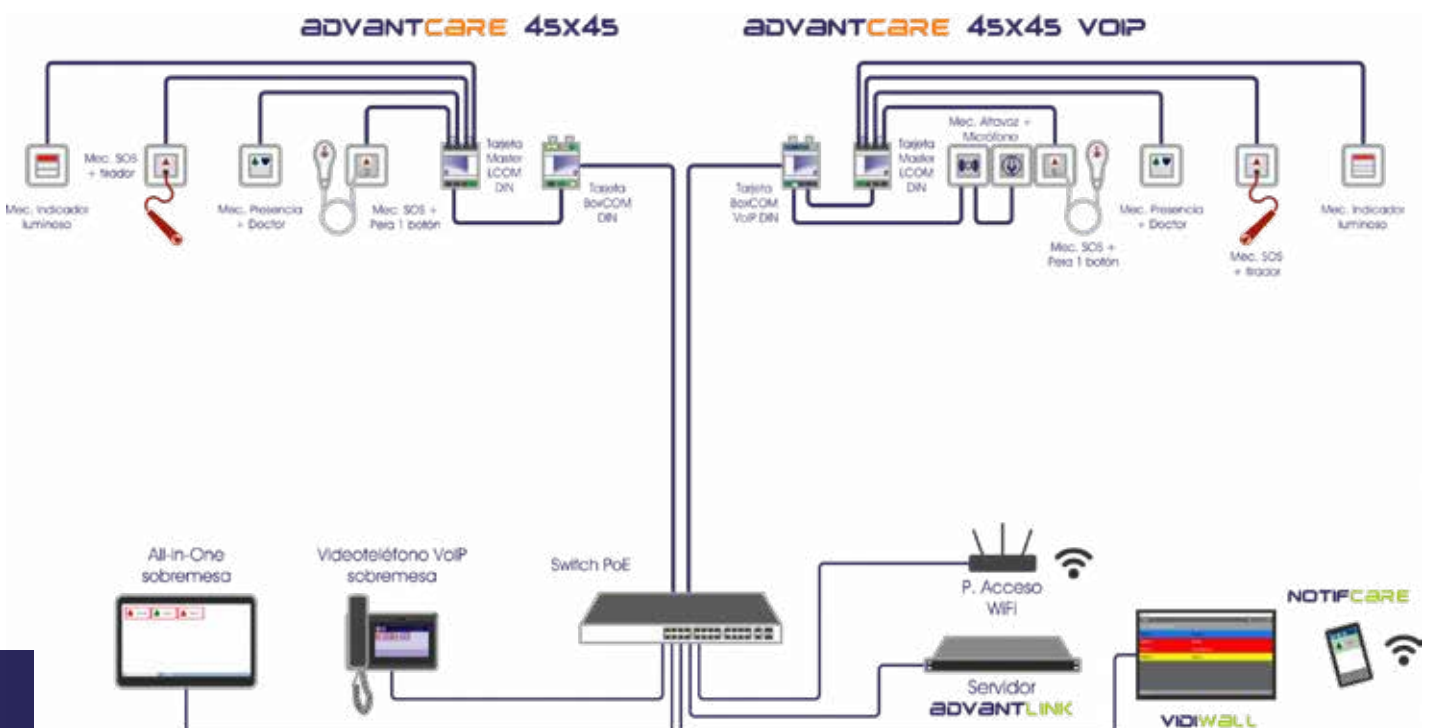 ADVANTCARE 45X45
ADVANTCARE 45X45 VOIP
Mec. Indicador
luminoso
Mec. SOS
+ tirador
Mec. Presencia
+ Doctor
Mec. SOS +
Pera 1 botón
Tarjeta
Master
LCOM
DIN
Tarjeta
BoxCOM
DIN
Tarjeta
BoxCOM
VoIP DIN
Tarjeta
Master
LCOM
DIN
Mec. Altavoz +
Micrófono
Mec. SOS +
Pera 1 botón
Mec. Presencia
+ Doctor
Mec. SOS
+ tirador
Mec. Indicador
luminoso
All-in-One
sobremesa
Videoteléfono VoIP
sobremesa
Switch PoE
P. Acceso
WiFi
Servidor
ADVANTLINK
NOTIFCARE
VIDIWALL